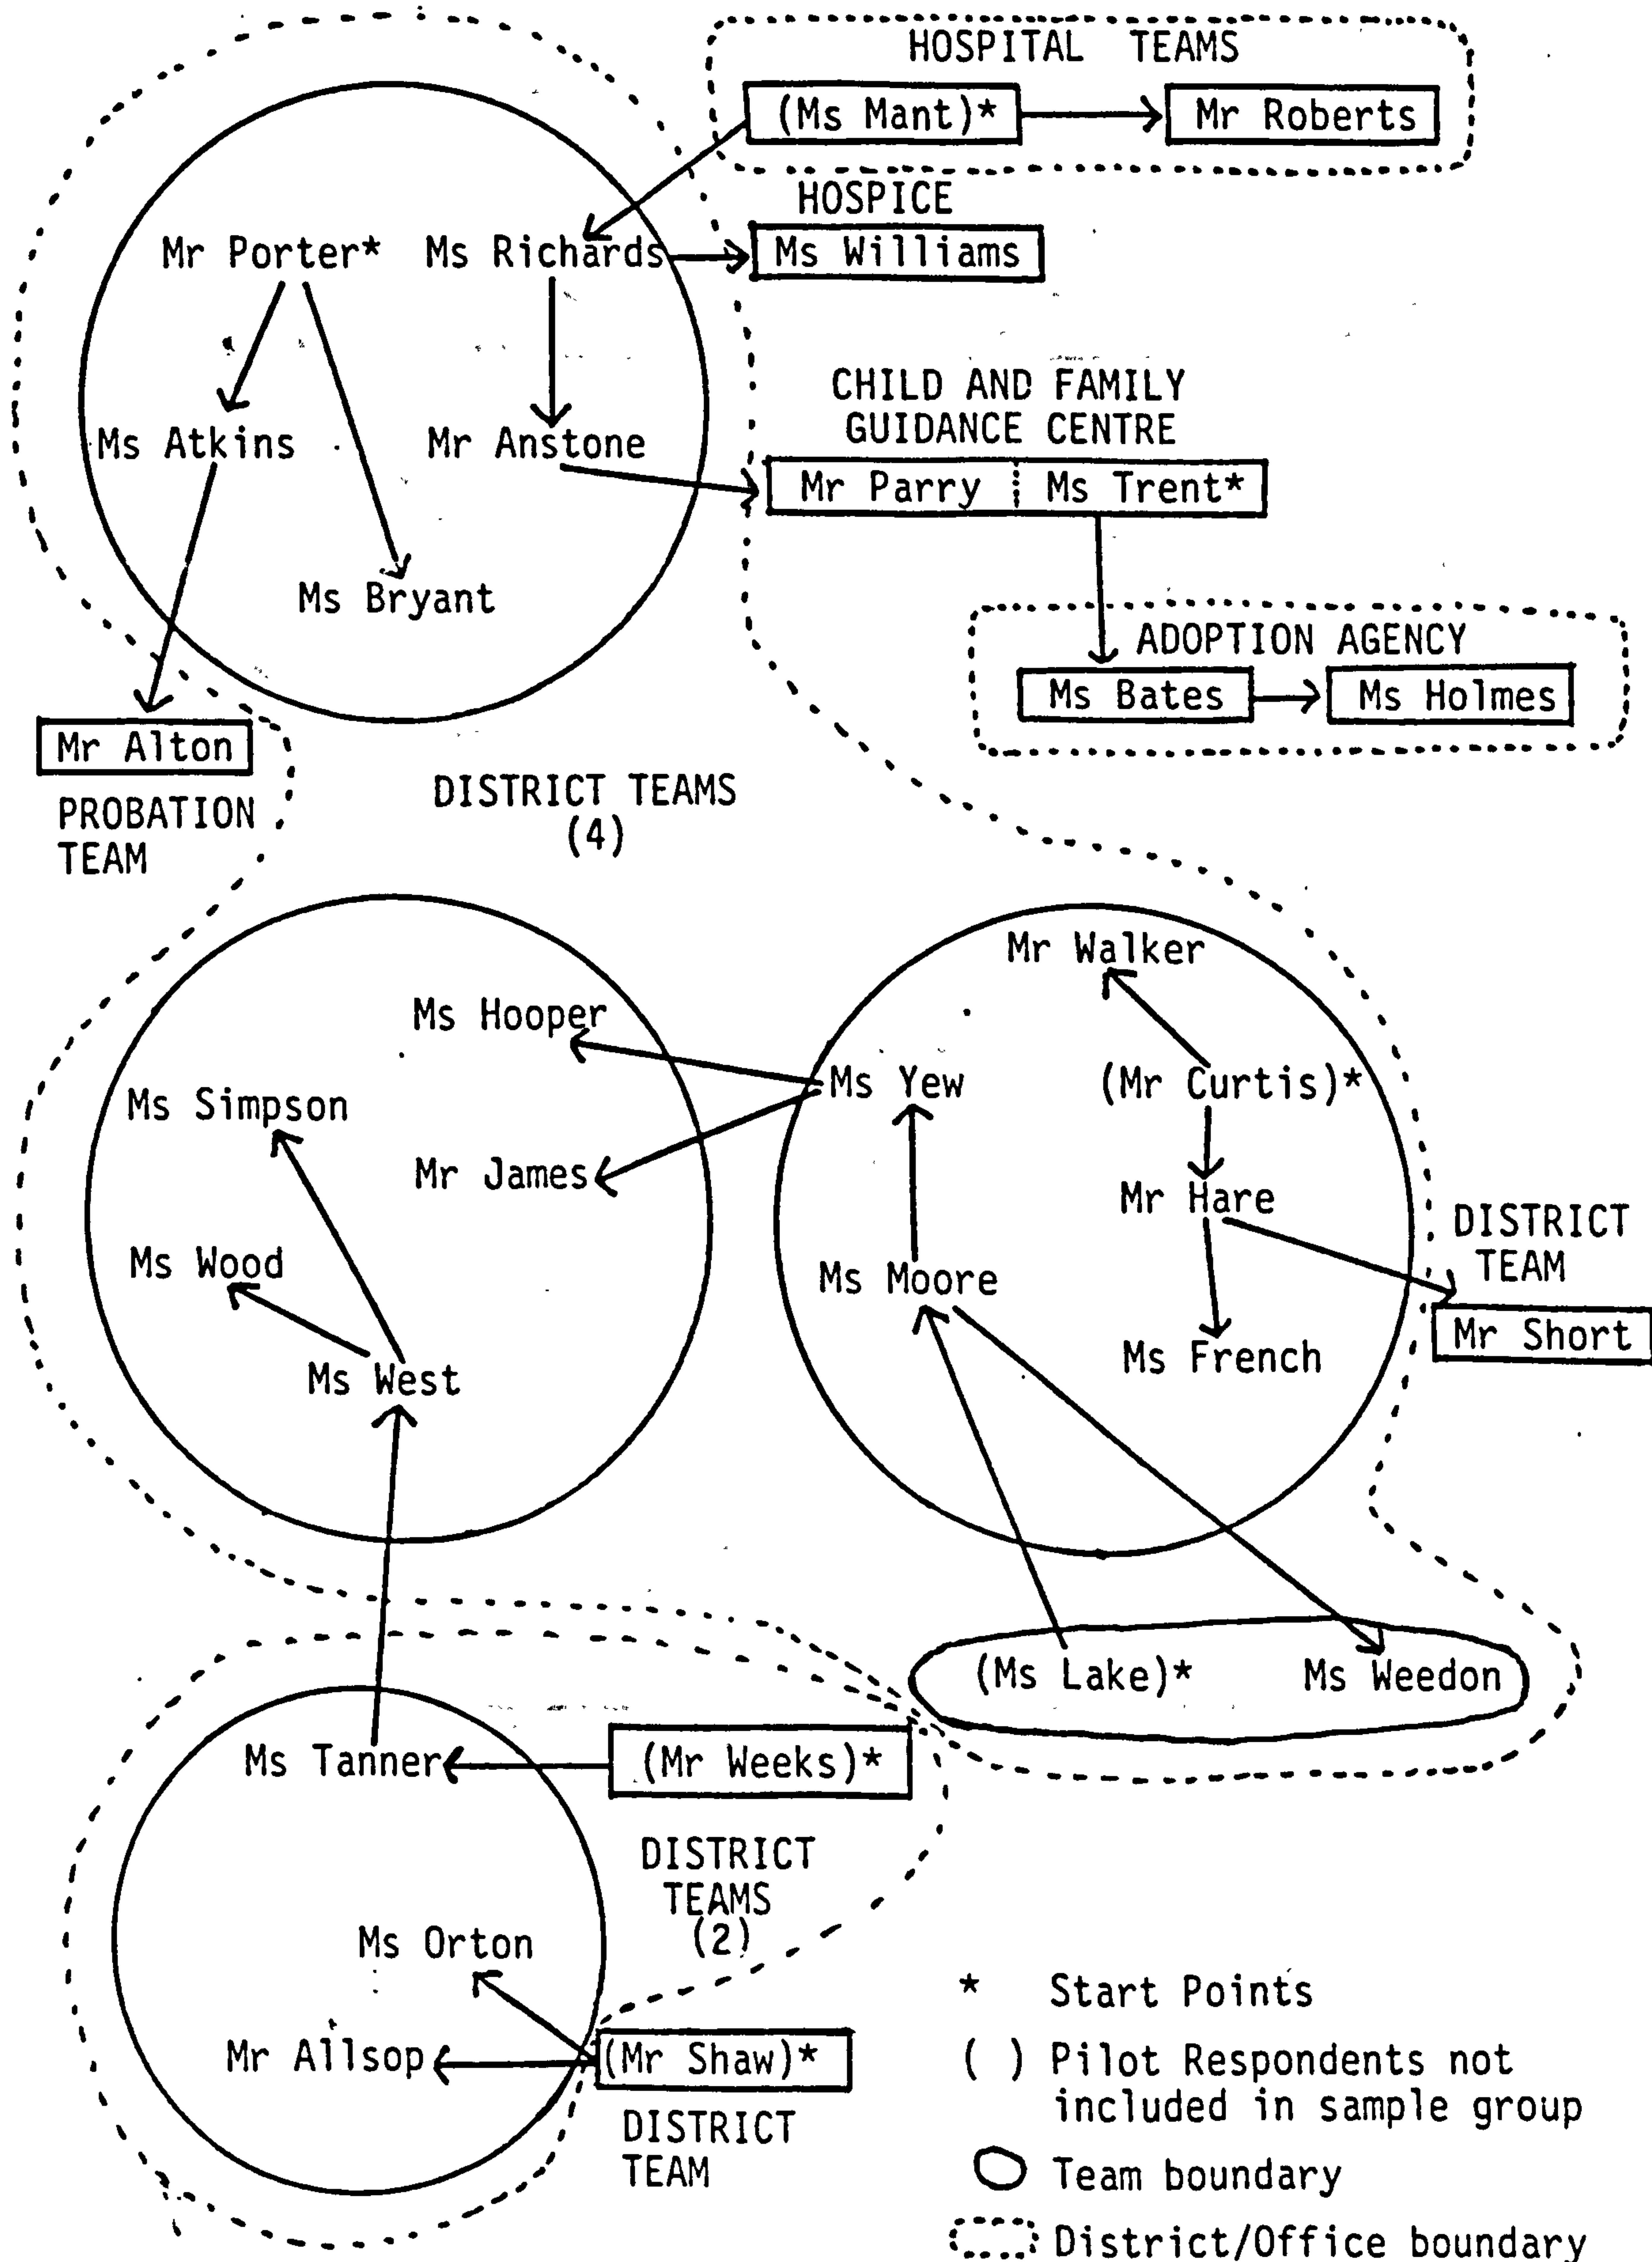 HOSPITAL TEAMS
(Ms Mant)*
Mr Roberts
HOSPICE
Mr Porter*
Ms Richards
Ms Williams
CHILD AND FAMILY
GUIDANCE CENTRE
Ms Atkins
Mr Anstone
Mr Parry
Ms Trent*
Ms Bryant
ADOPTION AGENCY
Ms Bates
Ms Holmes
Mr Alton
PROBATION
TEAM
DISTRICT TEAMS
(4)
Mr Walker
Ms Hooper
Ms Yew
(Mr Curtis)*
Ms Simpson
Mr James
Mr Hare
DISTRICT
TEAM
Ms Wood
Ms Moore
Mr Short
Ms French
Ms West
(Ms Lake)*
Ms Weedon
Ms Tanner
(Mr Weeks)*
DISTRICT
TEAMS
(2)
Ms Orton
Mr Allsop
(Mr Shaw)*
DISTRICT
TEAM
* Start Points
( ) Pilot Respondents not
included in sample group
Team boundary
District/Office boundary